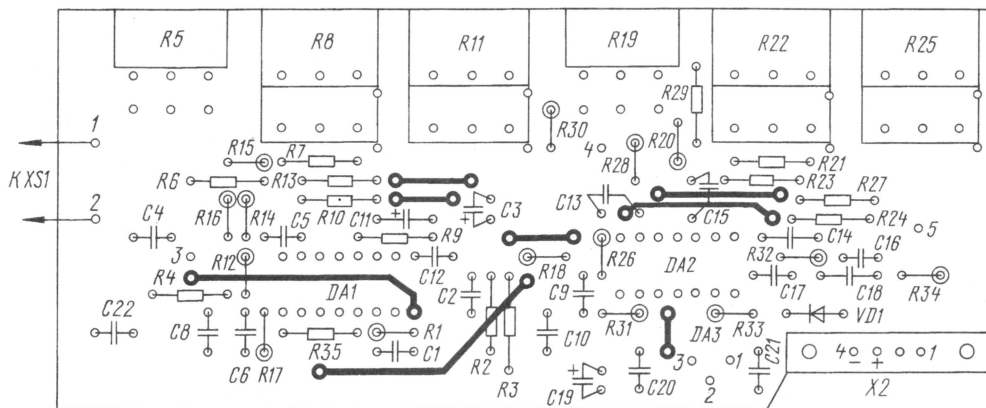 R5 R8 R11 R19 R22 R25
R29
1 R15 R7 R30 4 R28 R20 R21
К XS1 R6 R13 R23 R27
2 C4 R16 R14 C5 R10 C11 + + C3 C13 C15 R24
R9 C14 C16 5
3 R12 C12 R18 R26 DA2 R32
R4 C2 C9 C17 C18 R34
C22 C8 DA1 R1 R31 DA3 R33 VD1
C6 R17 R35 C1 R2 R3 C10 3 1 C21 4 1
− +
+ C19 C20 2 X2